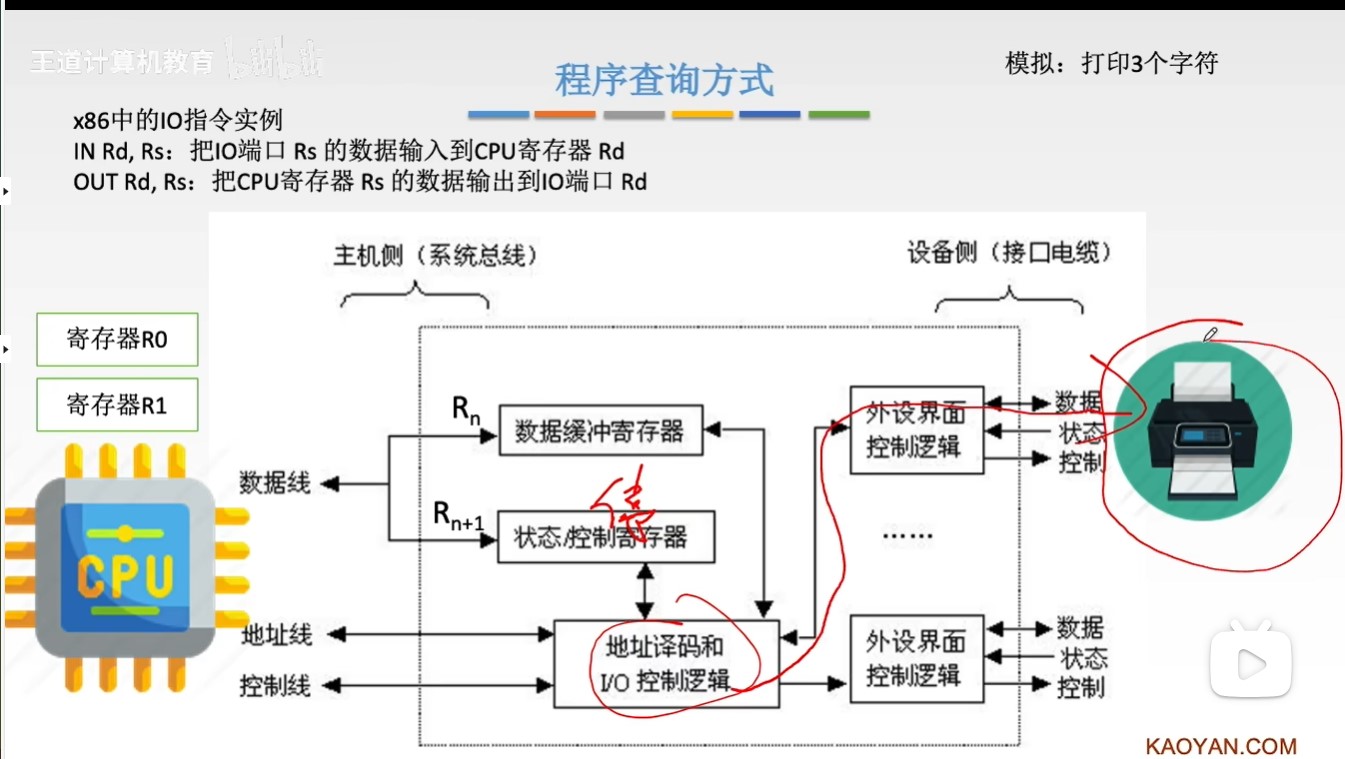 王道计算机教育 bilibili
模拟：打印3个字符
程序查询方式
x86中的IO指令实例
IN Rd, Rs：把IO端口 Rs 的数据输入到CPU寄存器 Rd
OUT Rd, Rs：把CPU寄存器 Rs 的数据输出到IO端口 Rd
主机侧（系统总线）
设备侧（接口电缆）
寄存器R0
寄存器R1
Rn
数据缓冲寄存器
外设界面
控制逻辑
数据
状态
控制
数据线
Rn+1
状态/控制寄存器
……
CPU
地址线
控制线
地址译码和
I/O 控制逻辑
外设界面
控制逻辑
数据
状态
控制
KAOYAN.COM